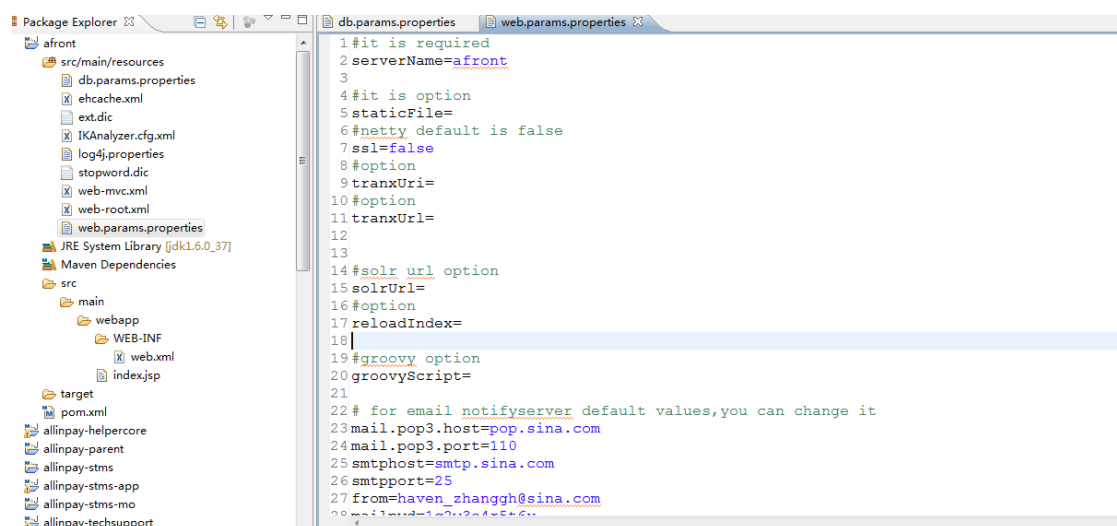 Package Explorer
afront
src/main/resources
db.params.properties
ehcache.xml
ext.dic
IKAnalyzer.cfg.xml
log4j.properties
stopword.dic
web-mvc.xml
web-root.xml
web.params.properties
JRE System Library [jdk1.6.0_37]
Maven Dependencies
src
main
webapp
WEB-INF
web.xml
index.jsp
target
pom.xml
allinpay-helpercore
allinpay-parent
allinpay-stms
allinpay-stms-app
allinpay-stms-mo
allinpay-techsupport
db.params.properties web.params.properties
1 #it is required
2 serverName=afront
3
4 #it is option
5 staticFile=
6 #netty default is false
7 ssl=false
8 #option
9 tranxUri=
10 #option
11 tranxUrl=
12
13
14 #solr url option
15 solrUrl=
16 #option
17 reloadIndex=
18
19 #groovy option
20 groovyScript=
21
22 # for email notifyserver default values,you can change it
23 mail.pop3.host=pop.sina.com
24 mail.pop3.port=110
25 smtphost=smtp.sina.com
26 smtpport=25
27 from=haven_zhanggh@sina.com